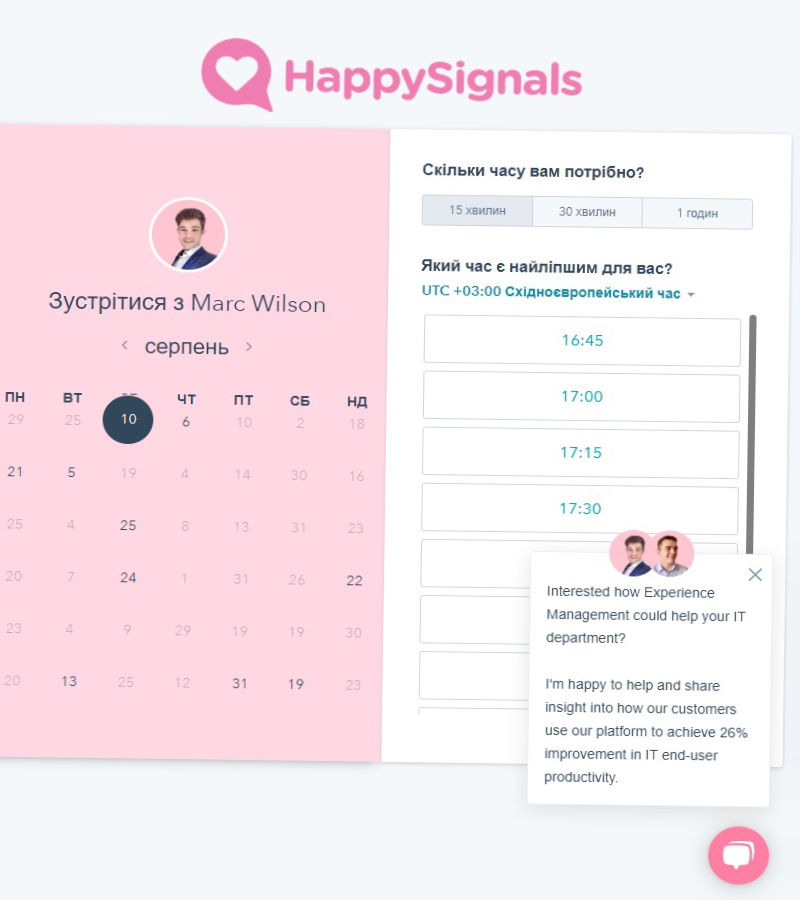 HappySignals
Зустрітися з Marc Wilson
серпень
ПН ВТ ЧТ ПТ СБ НД
29 25 10 6 10 2 18
21 5 19 4 14 30 16
25 4 25 8 13 31 23
20 7 24 1 31 26 22
23 4 9 29 19 19 30
20 13 25 12 31 19 23
Скільки часу вам потрібно?
15 хвилин 30 хвилин 1 годин
Який час є найліпшим для вас?
UTC +03:00 Східноєвропейський час
16:45
17:00
17:15
17:30
Interested how Experience
Management could help your IT
department?
I'm happy to help and share
insight into how our customers
use our platform to achieve 26%
improvement in IT end-user
productivity.